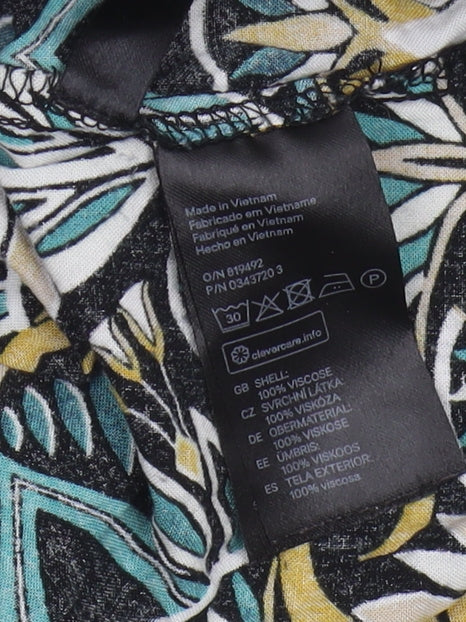 Made in Vietnam
Fabricado em Vietname
Fabriqué en Vietnam
Hecho en Vietnam
O/N 819492
P/N 0343720 3
30 P
clevercare.info
GB SHELL:
100% VISCOSE
CZ SVRCHNÍ LÁTKA:
100% VISKÓZA
DE OBERMATERIAL:
100% VISKOSE
EE ÜMBRIS:
100% VISKOOS
ES TELA EXTERIOR:
100% viscosa